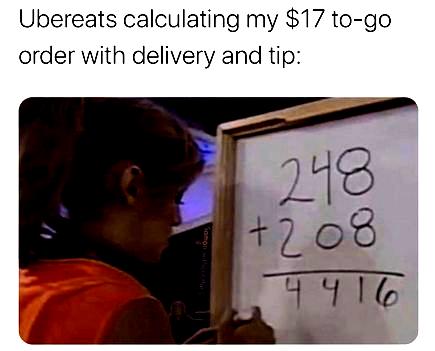 Ubereats calculating my $17 to-go
order with delivery and tip:
248
+208
4416